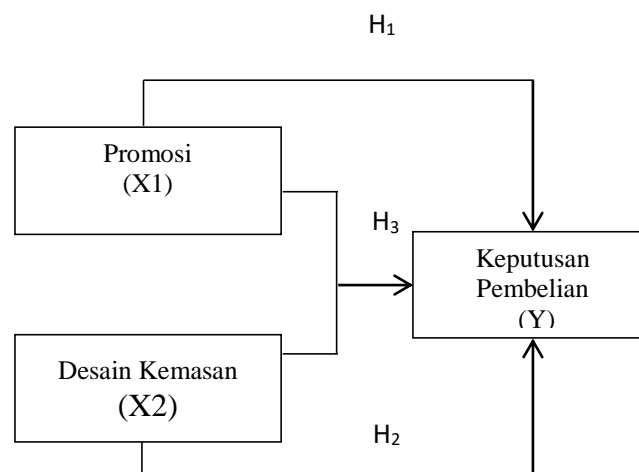 H₁
Promosi
(X1)
H₃
Keputusan
Pembelian
(Y)
Desain Kemasan
(X2)
H₂